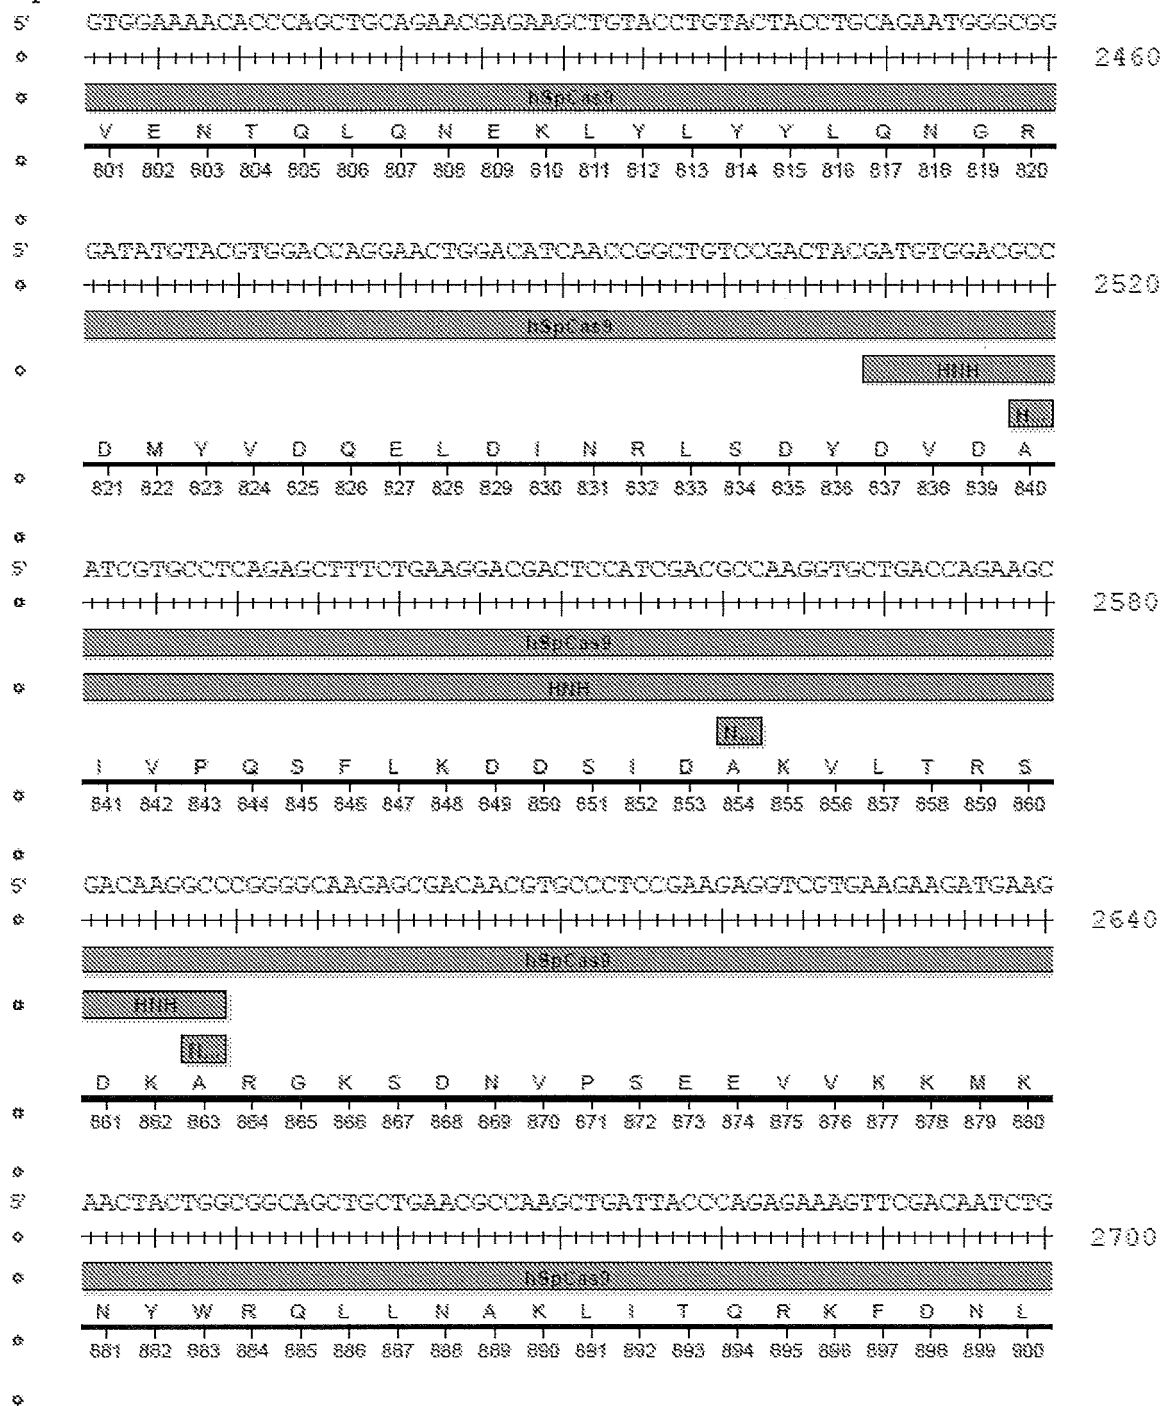 5' GTGGAAAACACCCAGCTGCAGAACGAGAAGCTGTACCTGTACTACCTGCAGAATGGGCGG
2460
hSpCas9
V E N T Q L Q N E K L Y L Y Y L Q N G R
801 802 803 804 805 806 807 808 809 810 811 812 813 814 815 816 817 818 819 820
5' GATATGTACGTGGACCAGGAACTGGACATCAACCGGCTGTCCGACTACGATGTGGACGCC
2520
hSpCas9
HNH
H...
D M Y V D Q E L D I N R L S D Y D V D A
821 822 823 824 825 826 827 828 829 830 831 832 833 834 835 836 837 838 839 840
5' ATCGTGCCTCAGAGCTTTCTGAAGGACGACTCCATCGACGCCAAGGTGCTGACCAGAAGC
2580
hSpCas9
HNH
N...
I V P Q S F L K D D S I D A K V L T R S
841 842 843 844 845 846 847 848 849 850 851 852 853 854 855 856 857 858 859 860
5' GACAAGGCCCGGGGCAAGAGCGACAACGTGCCCTCCGAAGAGGTCGTGAAGAAGATGAAG
2640
hSpCas9
HNH
N...
D K A R G K S D N V P S E E V V K K M K
861 862 863 864 865 866 867 868 869 870 871 872 873 874 875 876 877 878 879 880
5' AACTACTGGCGGCAGCTGCTGAACGCCAAGCTGATTACCCAGAGAAAGTTCGACAATCTG
2700
hSpCas9
N Y W R Q L L N A K L I T Q R K F D N L
881 882 883 884 885 886 887 888 889 890 891 892 893 894 895 896 897 898 899 900